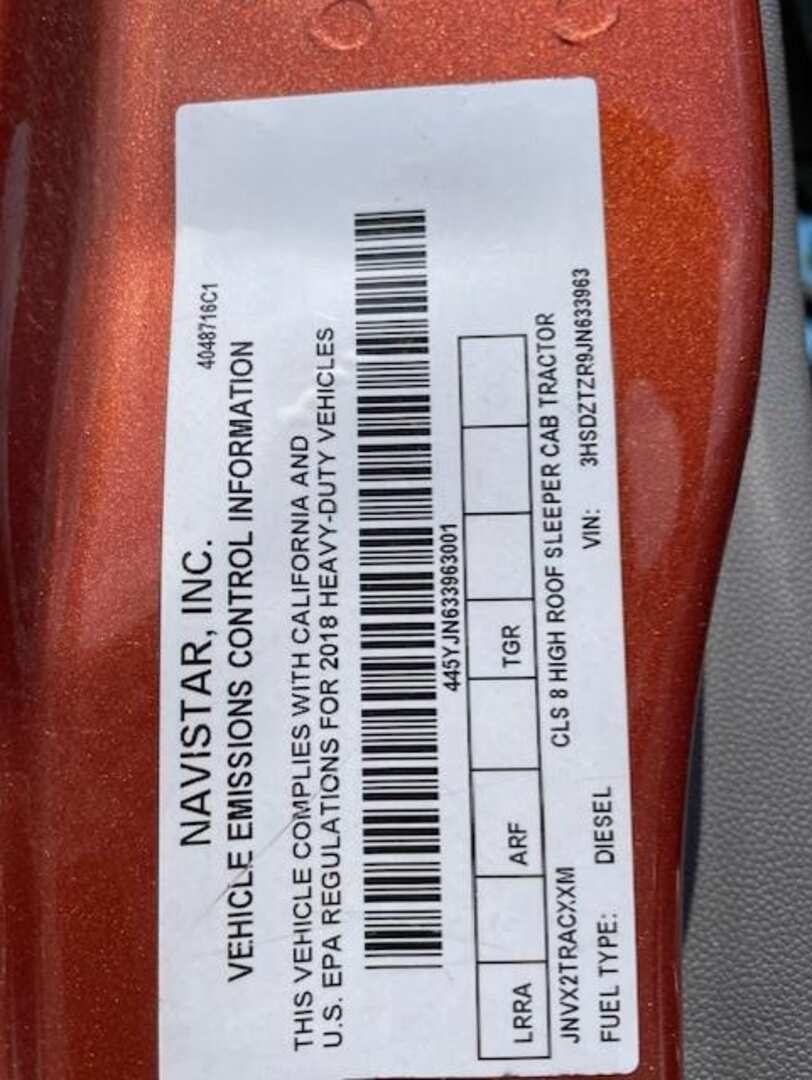 4048716C1
NAVISTAR, INC.
VEHICLE EMISSIONS CONTROL INFORMATION
THIS VEHICLE COMPLIES WITH CALIFORNIA AND
U.S. EPA REGULATIONS FOR 2018 HEAVY-DUTY VEHICLES
445YJN633963001
LRRA ARF TGR
JNVX2TRACYXM CLS 8 HIGH ROOF SLEEPER CAB TRACTOR
FUEL TYPE: DIESEL VIN: 3HSDZTZR9JN633963